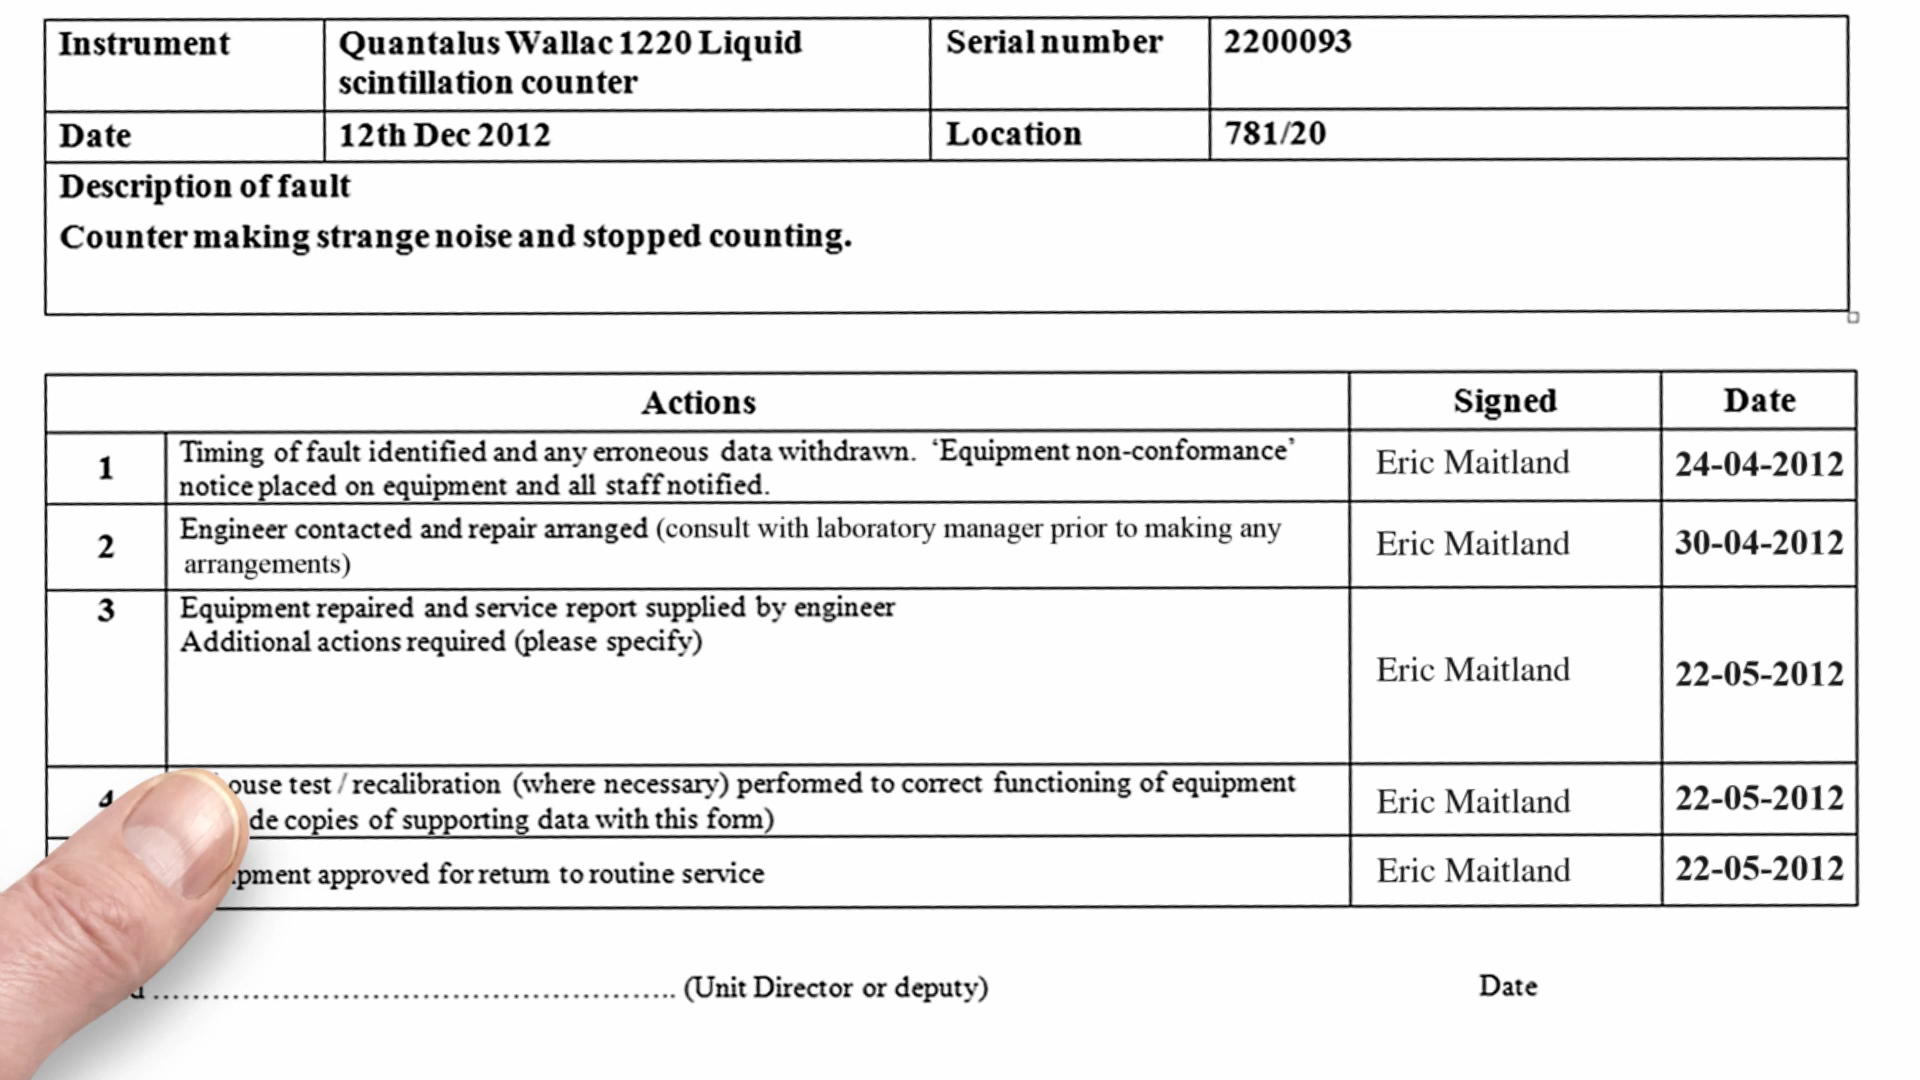 Instrument
Quantalus Wallac 1220 Liquid
scintillation counter
Serial number
2200093
Date
12th Dec 2012
Location
781/20
Description of fault
Counter making strange noise and stopped counting.
Actions
Signed
Date
1
Timing of fault identified and any erroneous data withdrawn. ‘Equipment non-conformance’
notice placed on equipment and all staff notified.
Eric Maitland
24-04-2012
2
Engineer contacted and repair arranged (consult with laboratory manager prior to making any
arrangements)
Eric Maitland
30-04-2012
3
Equipment repaired and service report supplied by engineer
Additional actions required (please specify)
Eric Maitland
22-05-2012
4
test / recalibration (where necessary) performed to correct functioning of equipment
copies of supporting data with this form)
Eric Maitland
22-05-2012
approved for return to routine service
Eric Maitland
22-05-2012
.................................................... (Unit Director or deputy)
Date